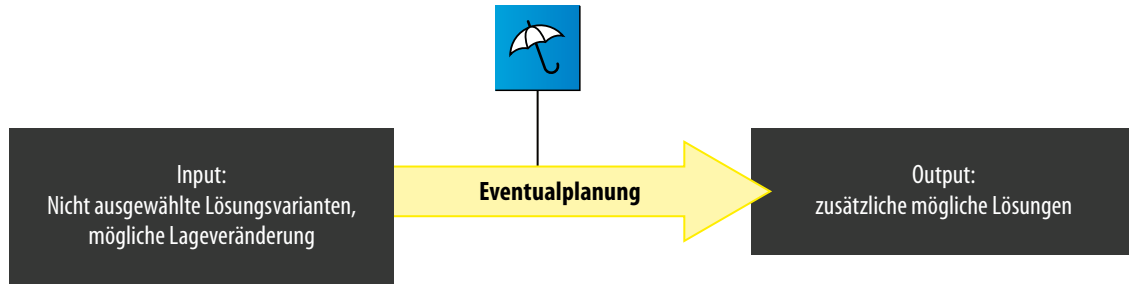 Input:
Nicht ausgewählte Lösungsvarianten,
mögliche Lageveränderung
Eventualplanung
Output:
zusätzliche mögliche Lösungen